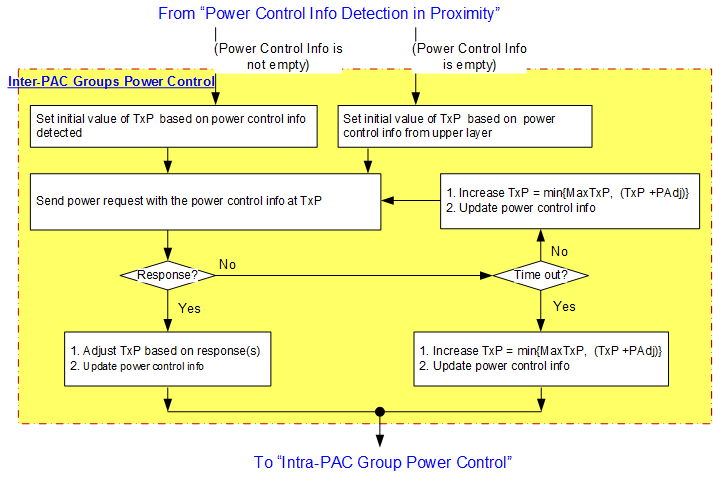 From “Power Control Info Detection in Proximity”
(Power Control Info is
not empty)
(Power Control Info
is empty)
Inter-PAC Groups Power Control
Set initial value of TxP based on power control info
detected
Set initial value of TxP based on power
control info from upper layer
Send power request with the power control info at TxP
1. Increase TxP = min{MaxTxP, (TxP +PAdj)}
2. Update power control info
No
Response?
No
Time out?
Yes
Yes
1. Adjust TxP based on response(s)
2. Update power control info
1. Increase TxP = min{MaxTxP, (TxP +PAdj)}
2. Update power control info
To “Intra-PAC Group Power Control”